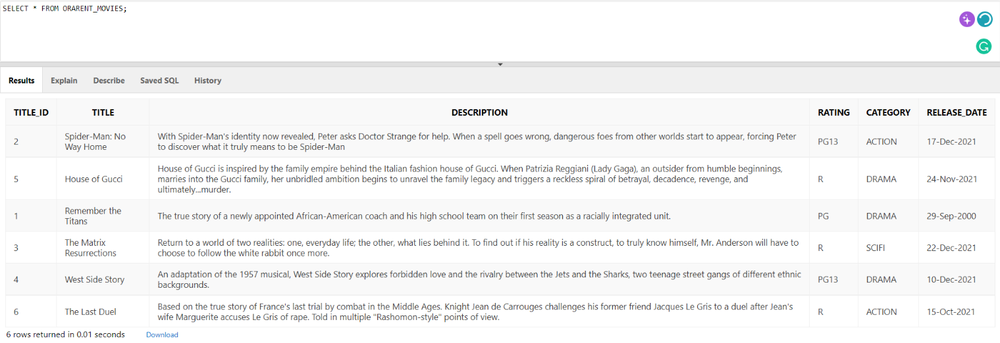 SELECT * FROM ORARENT_MOVIES;
Results Explain Describe Saved SQL History
TITLE_ID TITLE DESCRIPTION RATING CATEGORY RELEASE_DATE
2 Spider-Man: No Way Home With Spider-Man's identity now revealed, Peter asks Doctor Strange for help. When a spell goes wrong, dangerous foes from other worlds start to appear, forcing Peter
to discover what it truly means to be Spider-Man PG13 ACTION 17-Dec-2021
5 House of Gucci House of Gucci is inspired by the family empire behind the Italian fashion house of Gucci. When Patrizia Reggiani (Lady Gaga), an outsider from humble beginnings,
marries into the Gucci family, her unbridled ambition begins to unravel the family legacy and triggers a reckless spiral of betrayal, decadence, revenge, and
ultimately...murder. R DRAMA 24-Nov-2021
1 Remember the Titans The true story of a newly appointed African-American coach and his high school team on their first season as a racially integrated unit. PG DRAMA 29-Sep-2000
3 The Matrix Resurrections Return to a world of two realities: one, everyday life; the other, what lies behind it. To find out if his reality is a construct, to truly know himself, Mr. Anderson will have to
choose to follow the white rabbit once more. R SCIFI 22-Dec-2021
4 West Side Story An adaptation of the 1957 musical, West Side Story explores forbidden love and the rivalry between the Jets and the Sharks, two teenage street gangs of different ethnic
backgrounds. PG13 DRAMA 10-Dec-2021
6 The Last Duel Based on the true story of France's last trial by combat in the Middle Ages. Knight Jean de Carrouges challenges his former friend Jacques Le Gris to a duel after Jean's
wife Marguerite accuses Le Gris of rape. Told in multiple "Rashomon-style" points of view. R ACTION 15-Oct-2021
6 rows returned in 0.01 seconds Download